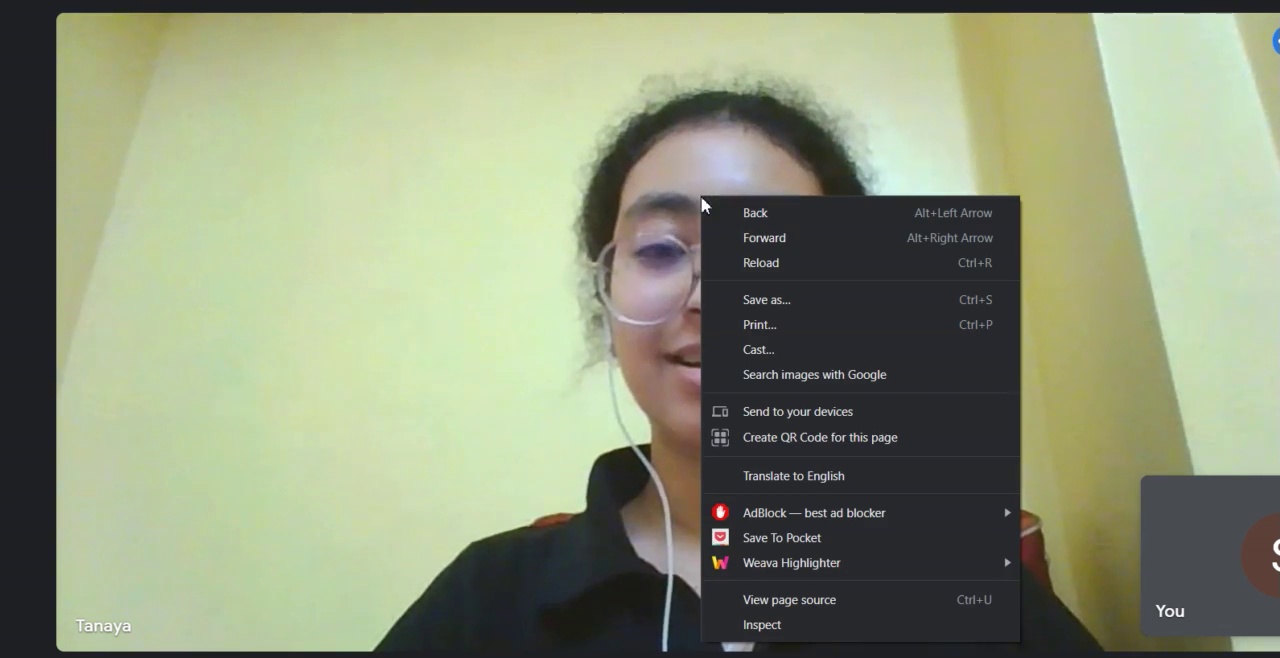 Back Alt+Left Arrow
Forward Alt+Right Arrow
Reload Ctrl+R
Save as... Ctrl+S
Print... Ctrl+P
Cast...
Search images with Google
Send to your devices
Create QR Code for this page
Translate to English
AdBlock — best ad blocker
Save To Pocket
Weava Highlighter
View page source Ctrl+U
Inspect
Tanaya
You